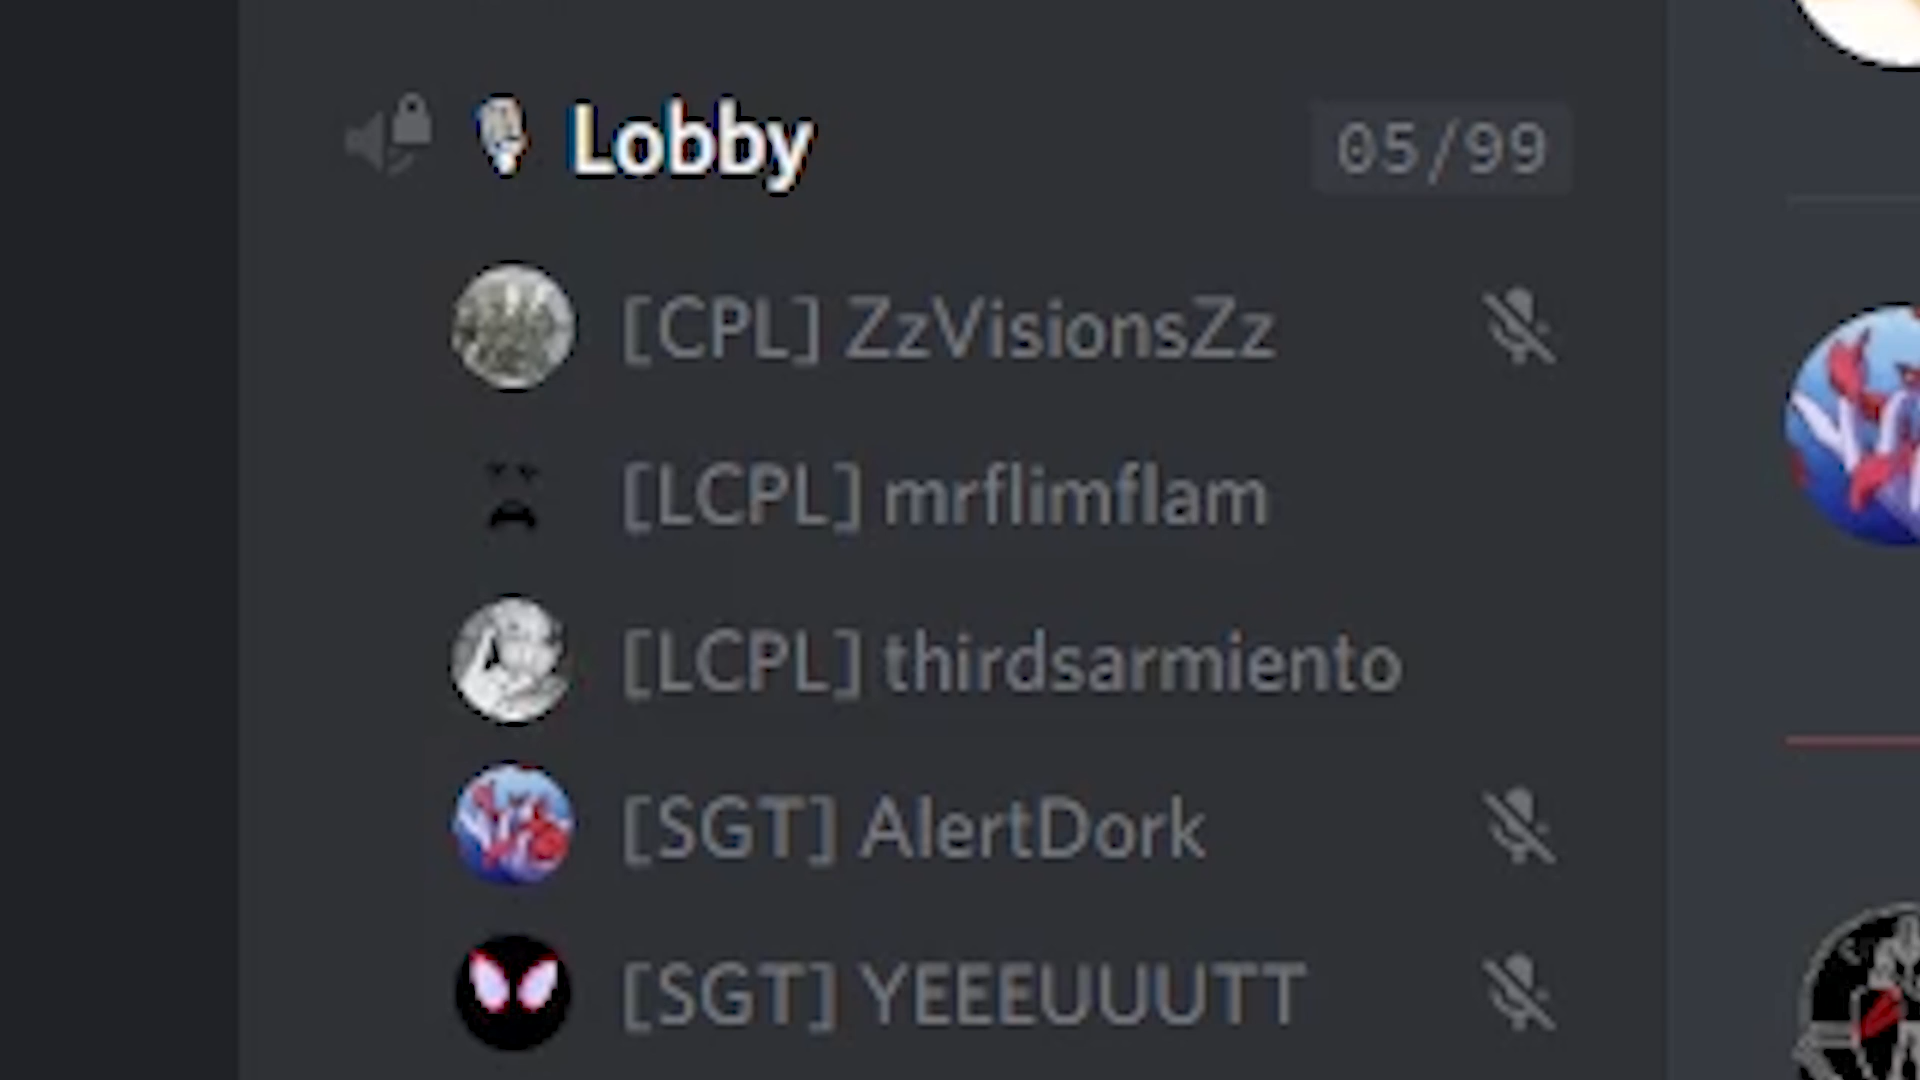 Lobby 05/99
[CPL] ZzVisionsZz
[LCPL] mrflimflam
[LCPL] thirdsarmiento
[SGT] AlertDork
[SGT] YEEEUUUTT